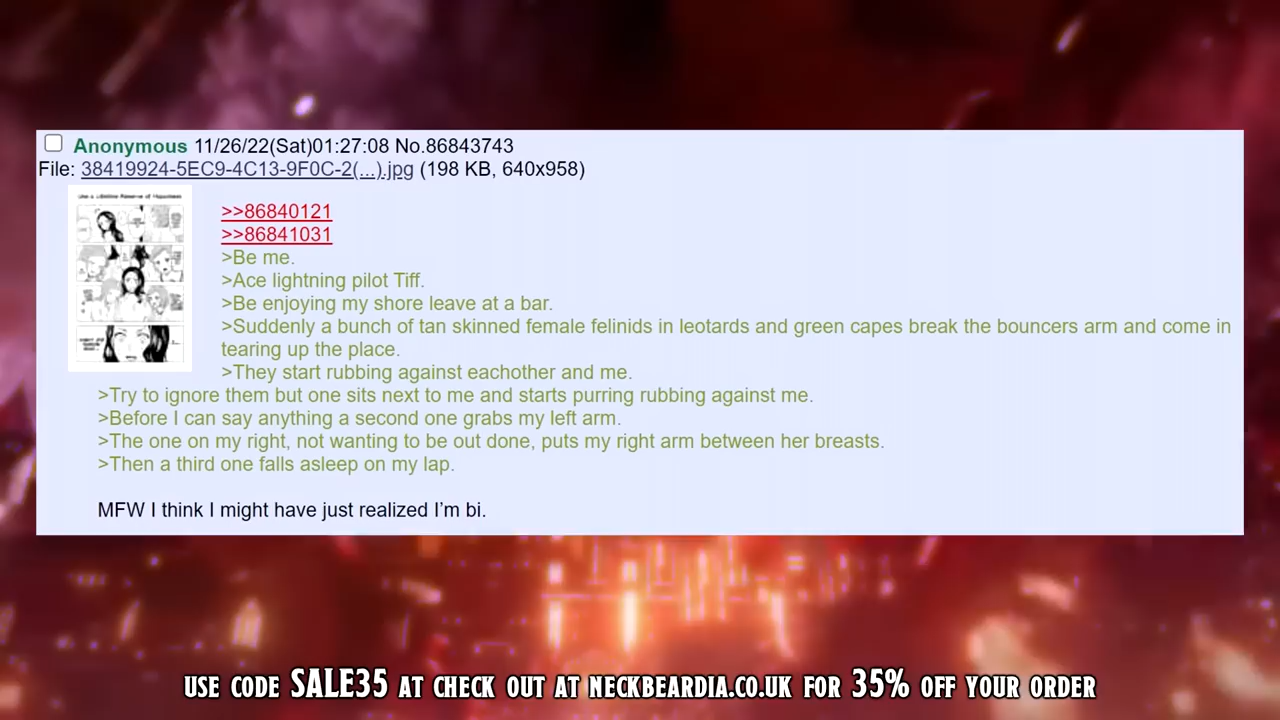 Anonymous 11/26/22(Sat)01:27:08 No.86843743
File: 38419924-5EC9-4C13-9F0C-2(...).jpg (198 KB, 640x958)
>>86840121
>>86841031
>Be me.
>Ace lightning pilot Tiff.
>Be enjoying my shore leave at a bar.
>Suddenly a bunch of tan skinned female felinids in leotards and green capes break the bouncers arm and come in
tearing up the place.
>They start rubbing against eachother and me.
>Try to ignore them but one sits next to me and starts purring rubbing against me.
>Before I can say anything a second one grabs my left arm.
>The one on my right, not wanting to be out done, puts my right arm between her breasts.
>Then a third one falls asleep on my lap.
MFW I think I might have just realized I’m bi.
USE CODE SALE35 AT CHECK OUT AT NECKBEARDIA.CO.UK FOR 35% OFF YOUR ORDER